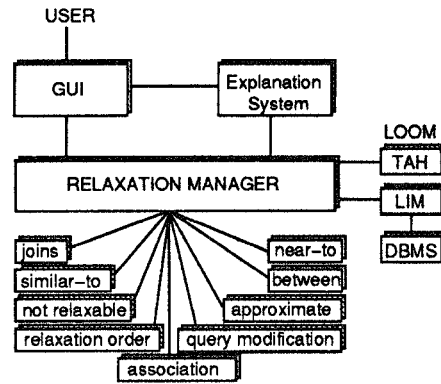 USER
GUI
Explanation
System
LOOM
TAH
RELAXATION MANAGER
LIM
DBMS
joins
near-to
similar-to
between
not relaxable
approximate
relaxation order
query modification
association